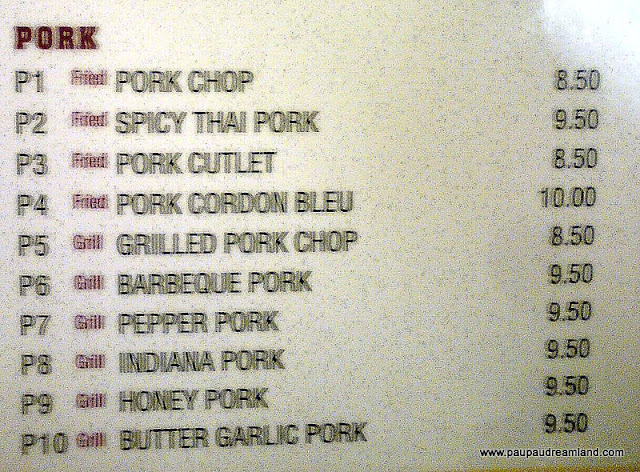 PORK
P1 Fried PORK CHOP 8.50
P2 Fried SPICY THAI PORK 9.50
P3 Fried PORK CUTLET 8.50
P4 Fried PORK CORDON BLEU 10.00
P5 Grill GRILLED PORK CHOP 8.50
P6 Grill BARBEQUE PORK 9.50
P7 Grill PEPPER PORK 9.50
P8 Grill INDIANA PORK 9.50
P9 Grill HONEY PORK 9.50
P10 Grill BUTTER GARLIC PORK 9.50
www.paupaudreamland.com